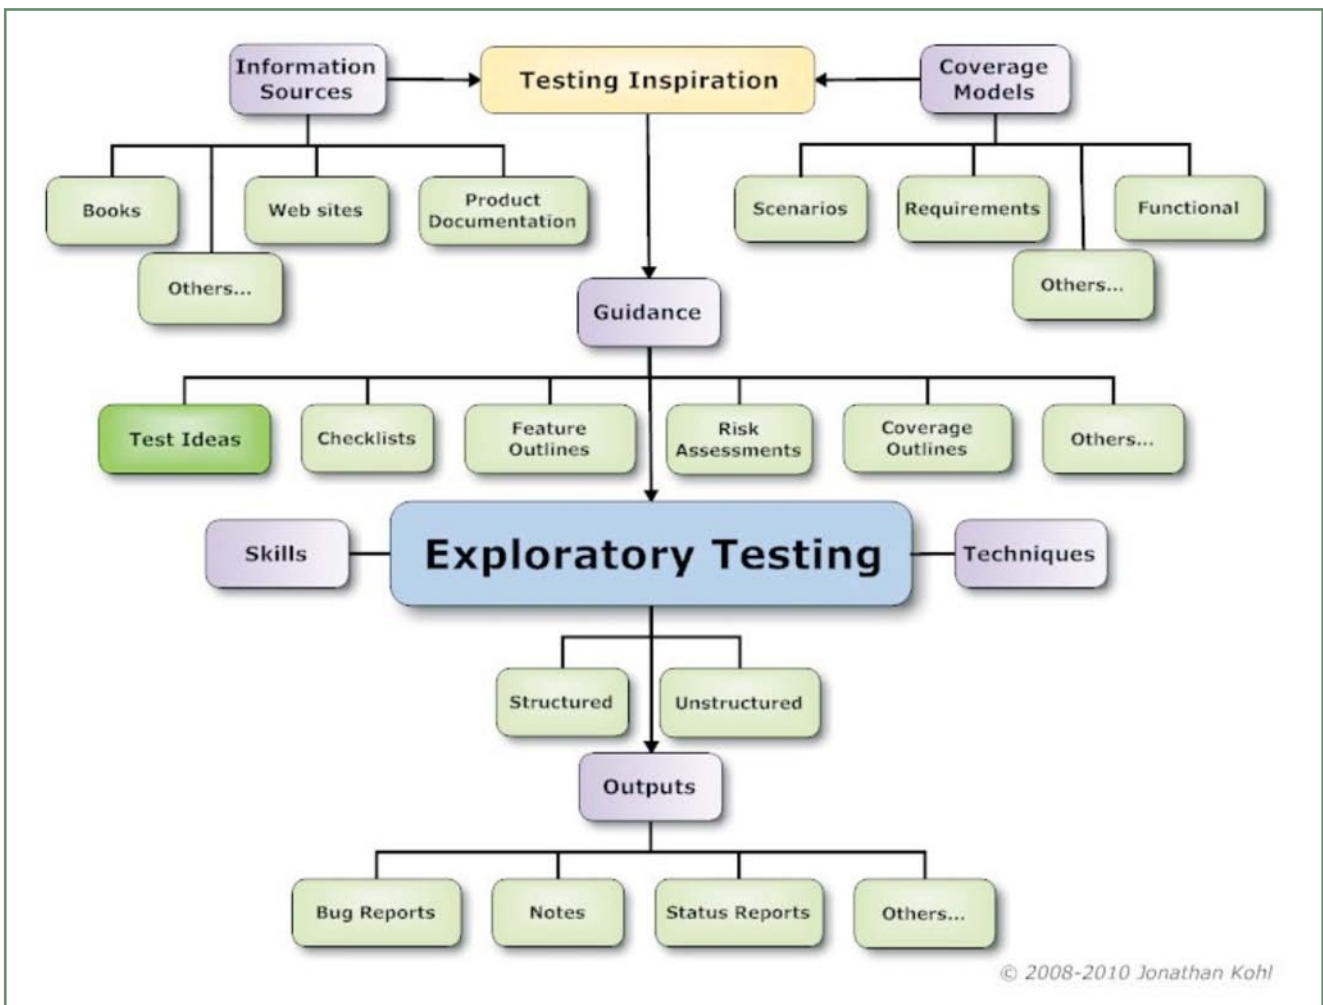 Information
Sources
Testing Inspiration
Coverage
Models
Books
Web sites
Product
Documentation
Others...
Scenarios
Requirements
Functional
Others...
Guidance
Test Ideas
Checklists
Feature
Outlines
Risk
Assessments
Coverage
Outlines
Others...
Skills
Exploratory Testing
Techniques
Structured
Unstructured
Outputs
Bug Reports
Notes
Status Reports
Others...
© 2008-2010 Jonathan Kohl